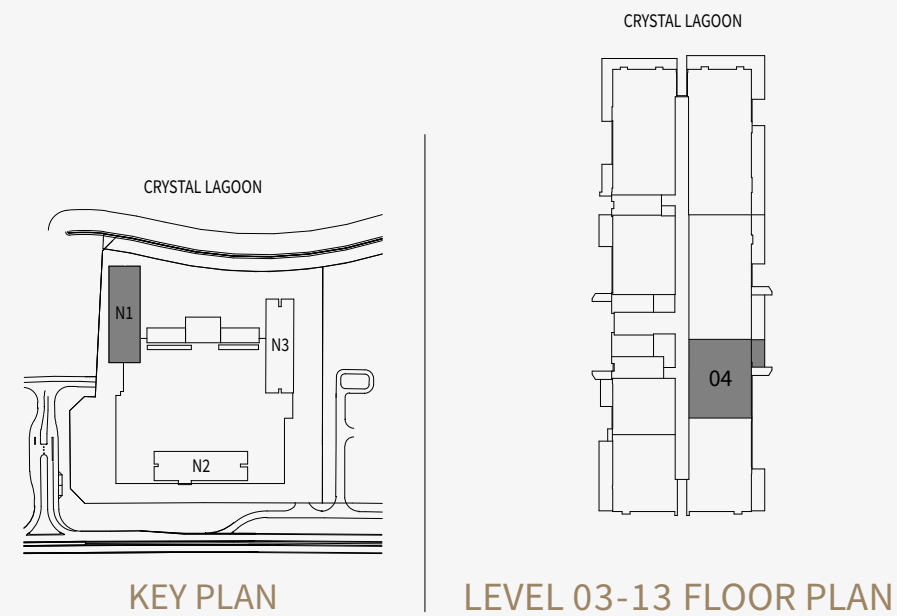 CRYSTAL LAGOON
N1
N3
N2
KEY PLAN
CRYSTAL LAGOON
04
LEVEL 03-13 FLOOR PLAN